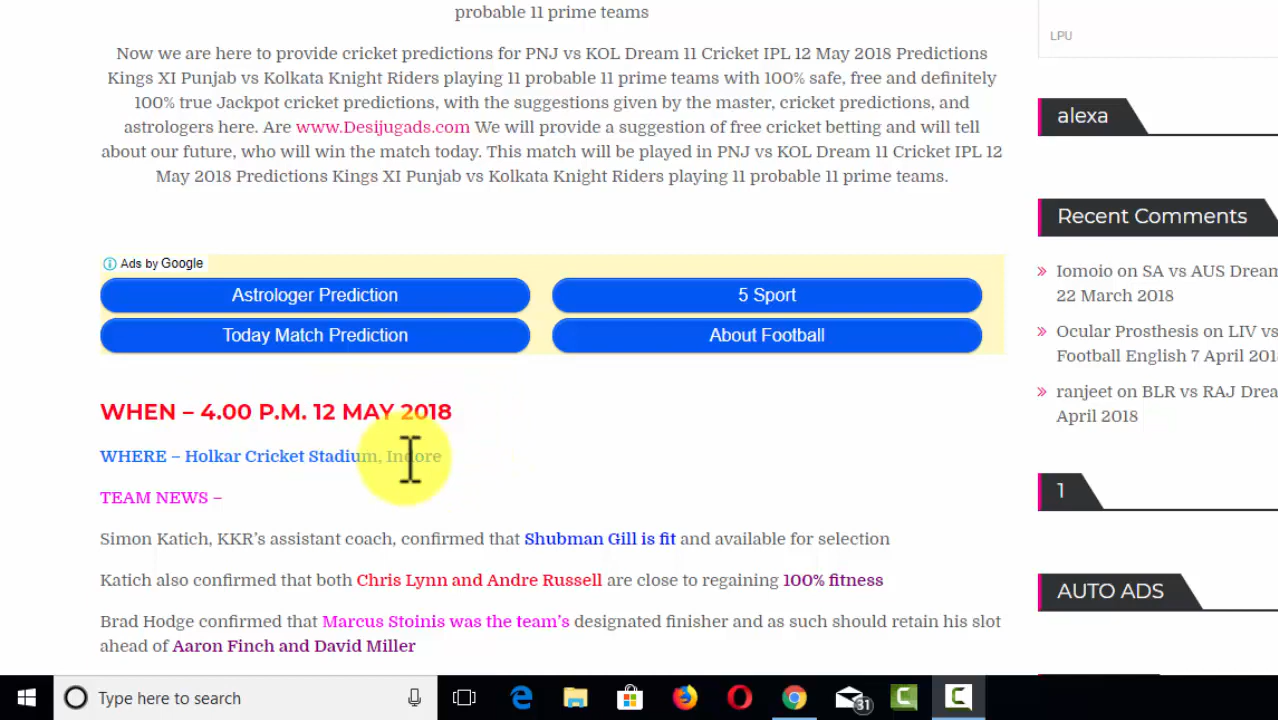 probable 11 prime teams
Now we are here to provide cricket predictions for PNJ vs KOL Dream 11 Cricket IPL 12 May 2018 Predictions
Kings XI Punjab vs Kolkata Knight Riders playing 11 probable 11 prime teams with 100% safe, free and definitely
100% true Jackpot cricket predictions, with the suggestions given by the master, cricket predictions, and
astrologers here. Are www.Desijugads.com We will provide a suggestion of free cricket betting and will tell
about our future, who will win the match today. This match will be played in PNJ vs KOL Dream 11 Cricket IPL 12
May 2018 Predictions Kings XI Punjab vs Kolkata Knight Riders playing 11 probable 11 prime teams.
Ads by Google
Astrologer Prediction
5 Sport
Today Match Prediction
About Football
WHEN – 4.00 P.M. 12 MAY 2018
WHERE – Holkar Cricket Stadium, Indore
TEAM NEWS –
Simon Katich, KKR's assistant coach, confirmed that Shubman Gill is fit and available for selection
Katich also confirmed that both Chris Lynn and Andre Russell are close to regaining 100% fitness
Brad Hodge confirmed that Marcus Stoinis was the team's designated finisher and as such should retain his slot
ahead of Aaron Finch and David Miller
LPU
alexa
Recent Comments
Iomoio on SA vs AUS Dream
22 March 2018
Ocular Prosthesis on LIV vs
Football English 7 April 201
ranjeet on BLR vs RAJ Drea
April 2018
1
AUTO ADS
Type here to search
31